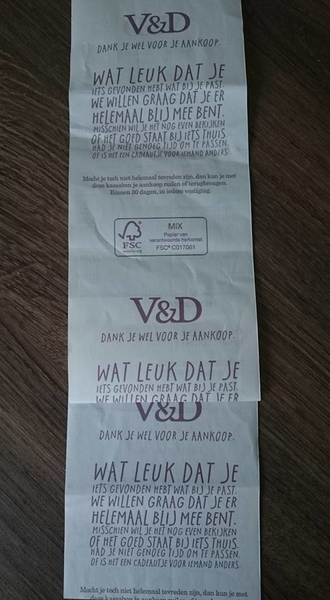 V&D
DANK JE WEL VOOR JE AANKOOP.
WAT LEUK DAT JE
IETS GEVONDEN HEBT WAT BIJ JE PAST.
WE WILLEN GRAAG DAT JE ER
HELEMAAL BLIJ MEE BENT.
MISSCHIEN WIL JE HET NOG EVEN BEKIJKEN
OF HET GOED STAAT BIJ IETS THUIS.
HAD JE NIET GENOEG TIJD OM TE PASSEN,
OF IS HET EEN CADEAUTJE VOOR IEMAND ANDERS.
Mocht je toch niet helemaal tevreden zijn, dan kun je met
deze kassabon je aankoop ruilen of terugbrengen.
Binnen 30 dagen, in iedere vestiging.
FSC
MIX
Papier van
verantwoorde herkomst
FSC® C017061
V&D
DANK JE WEL VOOR JE AANKOOP.
WAT LEUK DAT JE
IETS GEVONDEN HEBT WAT BIJ JE PAST.
WE WILLEN GRAAG DAT JE ER
V&D
DANK JE WEL VOOR JE AANKOOP.
WAT LEUK DAT JE
IETS GEVONDEN HEBT WAT BIJ JE PAST.
WE WILLEN GRAAG DAT JE ER
HELEMAAL BLIJ MEE BENT.
MISSCHIEN WIL JE HET NOG EVEN BEKIJKEN
OF HET GOED STAAT BIJ IETS THUIS.
HAD JE NIET GENOEG TIJD OM TE PASSEN,
OF IS HET EEN CADEAUTJE VOOR IEMAND ANDERS.
Mocht je toch niet helemaal tevreden zijn, dan kun je met